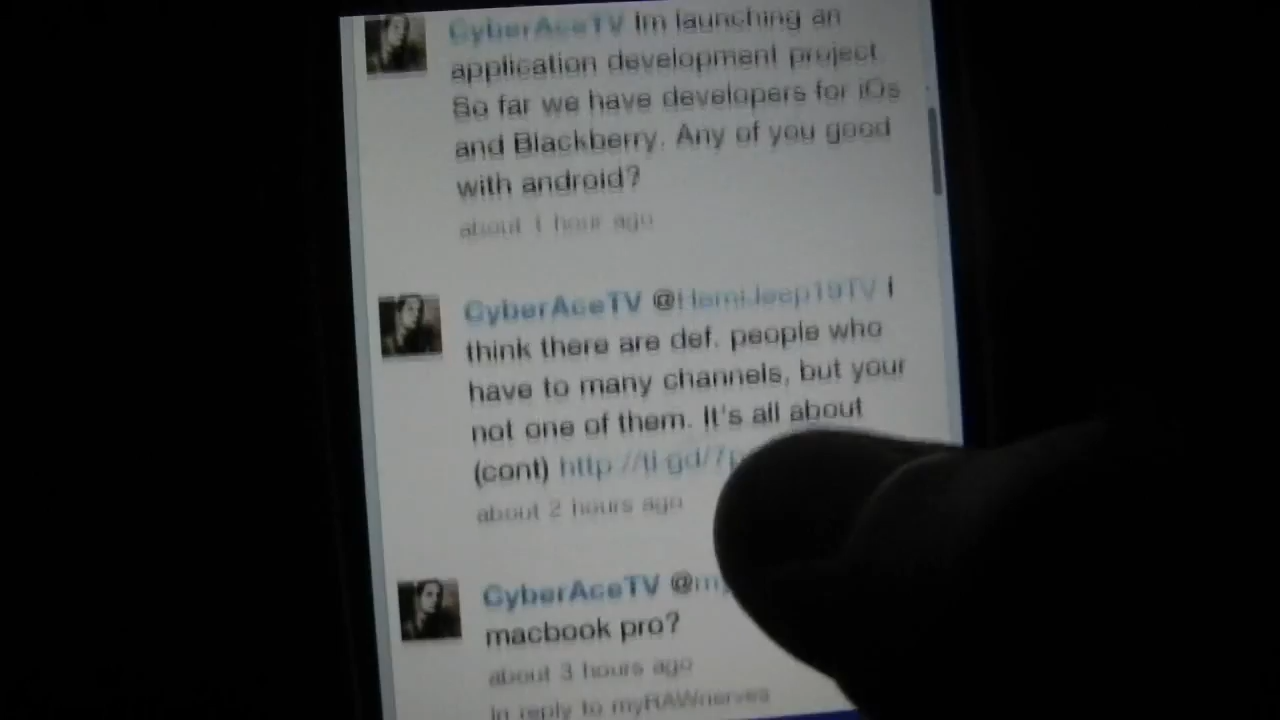 CyberAceTV Im launching an
application development project.
So far we have developers for iOs
and Blackberry. Any of you good
with android?
about 1 hour ago
CyberAceTV @HemiJeep19TV i
think there are def. people who
have to many channels, but your
not one of them. It's all about
(cont) http://tl.gd/7p
about 2 hours ago
CyberAceTV @my
macbook pro?
about 3 hours ago
In reply to myRAWnerves